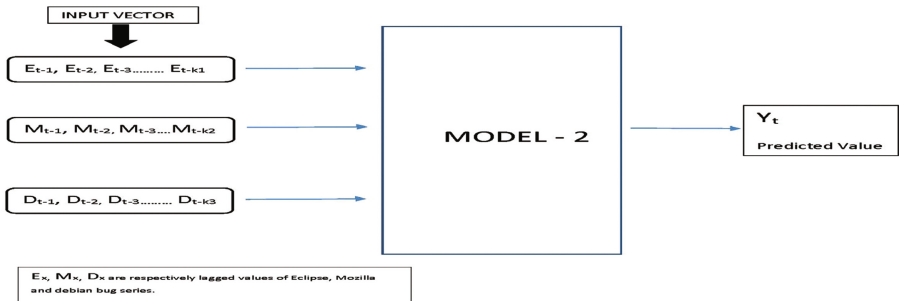 INPUT VECTOR
Et-1, Et-2, Et-3......... Et-k1
Mt-1, Mt-2, Mt-3....Mt-k2
Dt-1, Dt-2, Dt-3......... Dt-k3
MODEL - 2
Yt
Predicted Value
Ex, Mx, Dx are respectively lagged values of Eclipse, Mozilla
and debian bug series.